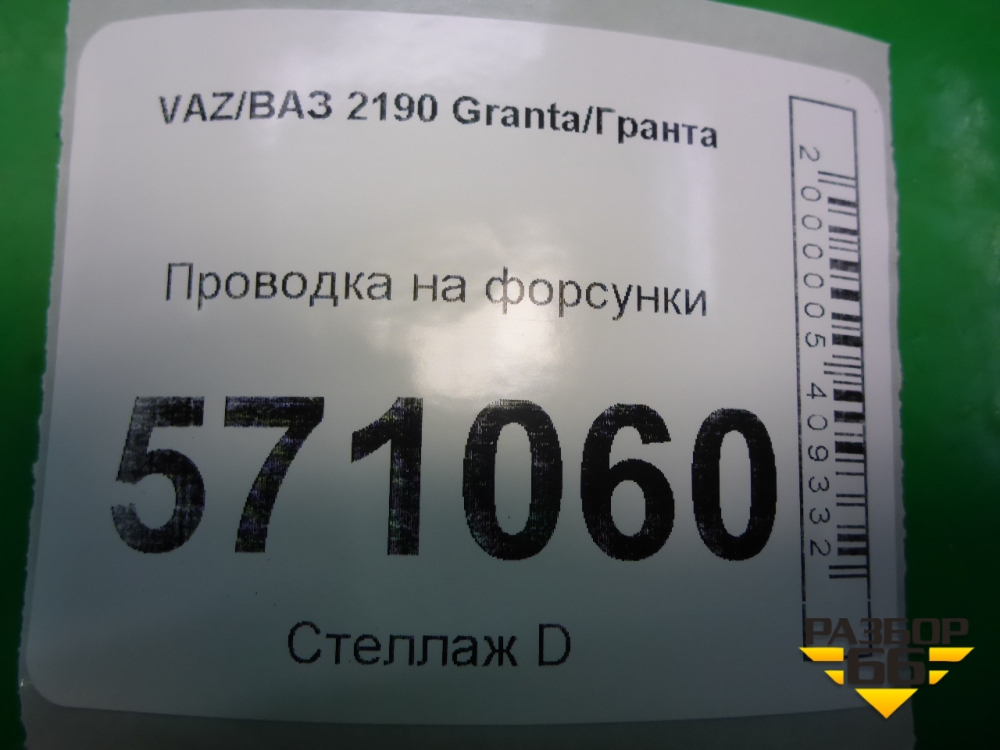 VAZ/ВАЗ 2190 Granta/Гранта
Проводка на форсунки
571060
Стеллаж D
2000005409332
РАЗБОР
66